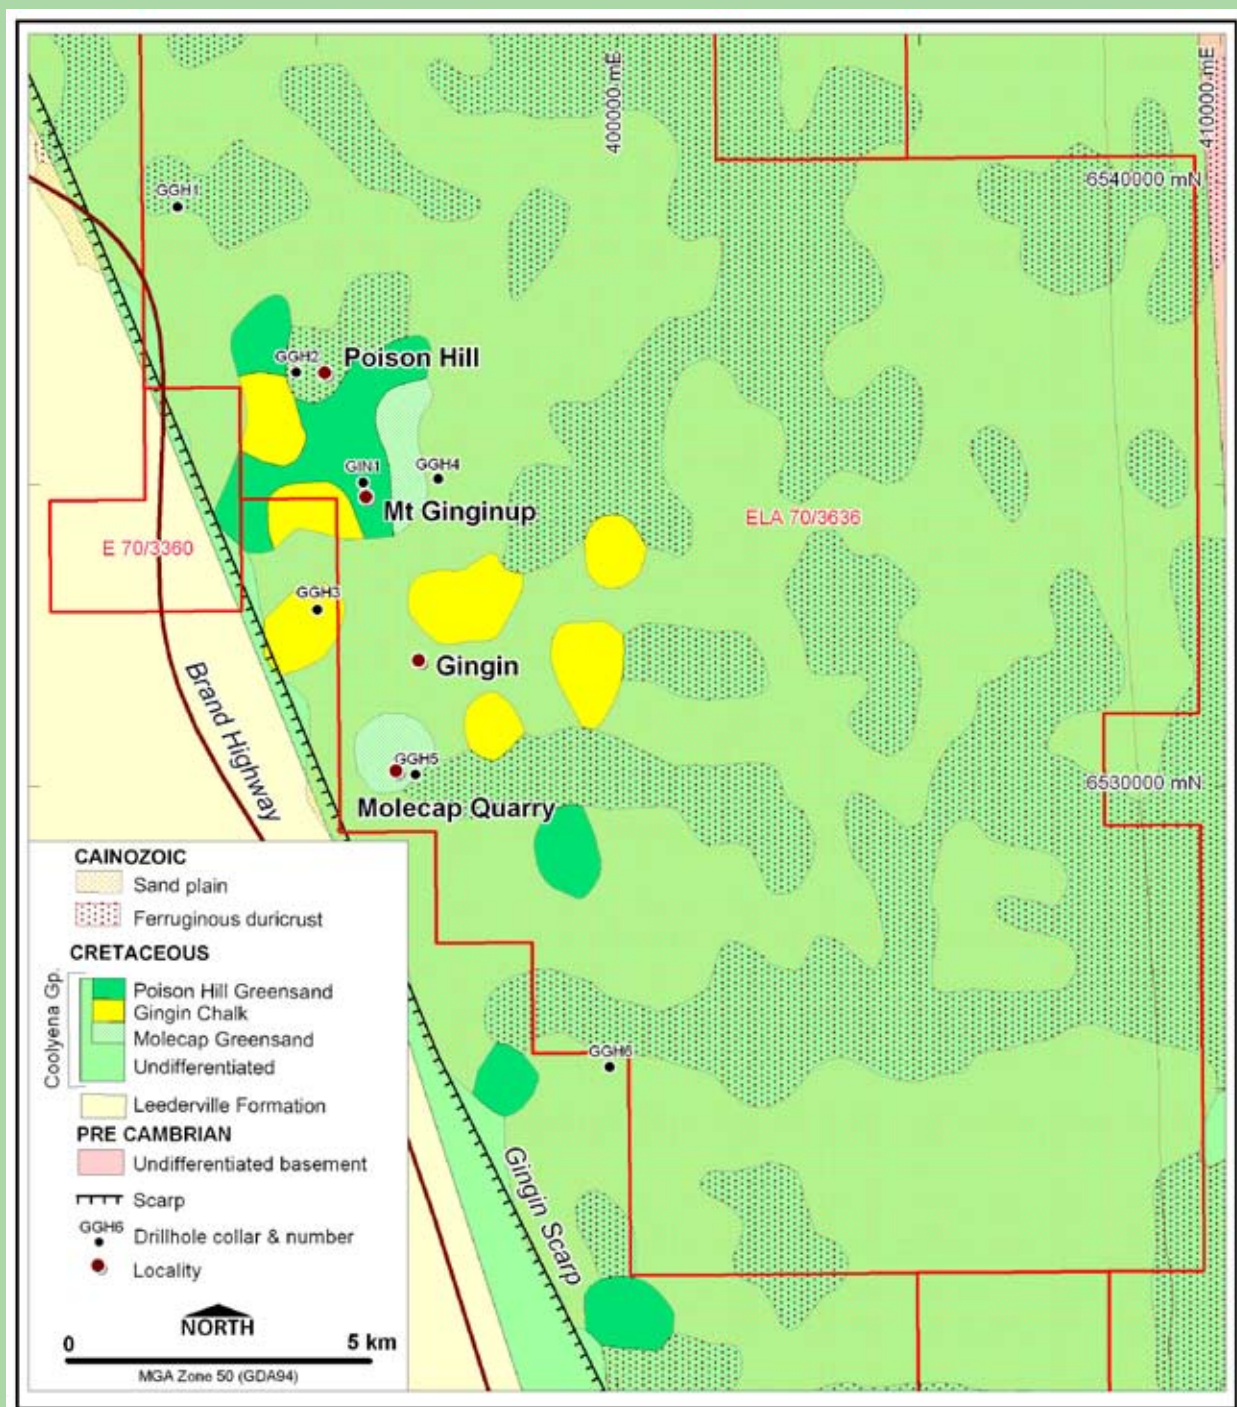 400000 mE
410000 mE
6540000 mN
GGH1
GGH2
Poison Hill
GIN1
GGH4
Mt Ginginup
ELA 70/3636
E 70/3360
GGH3
Gingin
Brand Highway
GGH5
6530000 mN
Molecap Quarry
GGH6
Gingin Scarp
CAINOZOIC
Sand plain
Ferruginous duricrust
CRETACEOUS
Coolyena Gp.
Poison Hill Greensand
Gingin Chalk
Molecap Greensand
Undifferentiated
Leederville Formation
PRE CAMBRIAN
Undifferentiated basement
Scarp
GGH6
Drillhole collar & number
Locality
NORTH
0 5 km
MGA Zone 50 (GDA94)